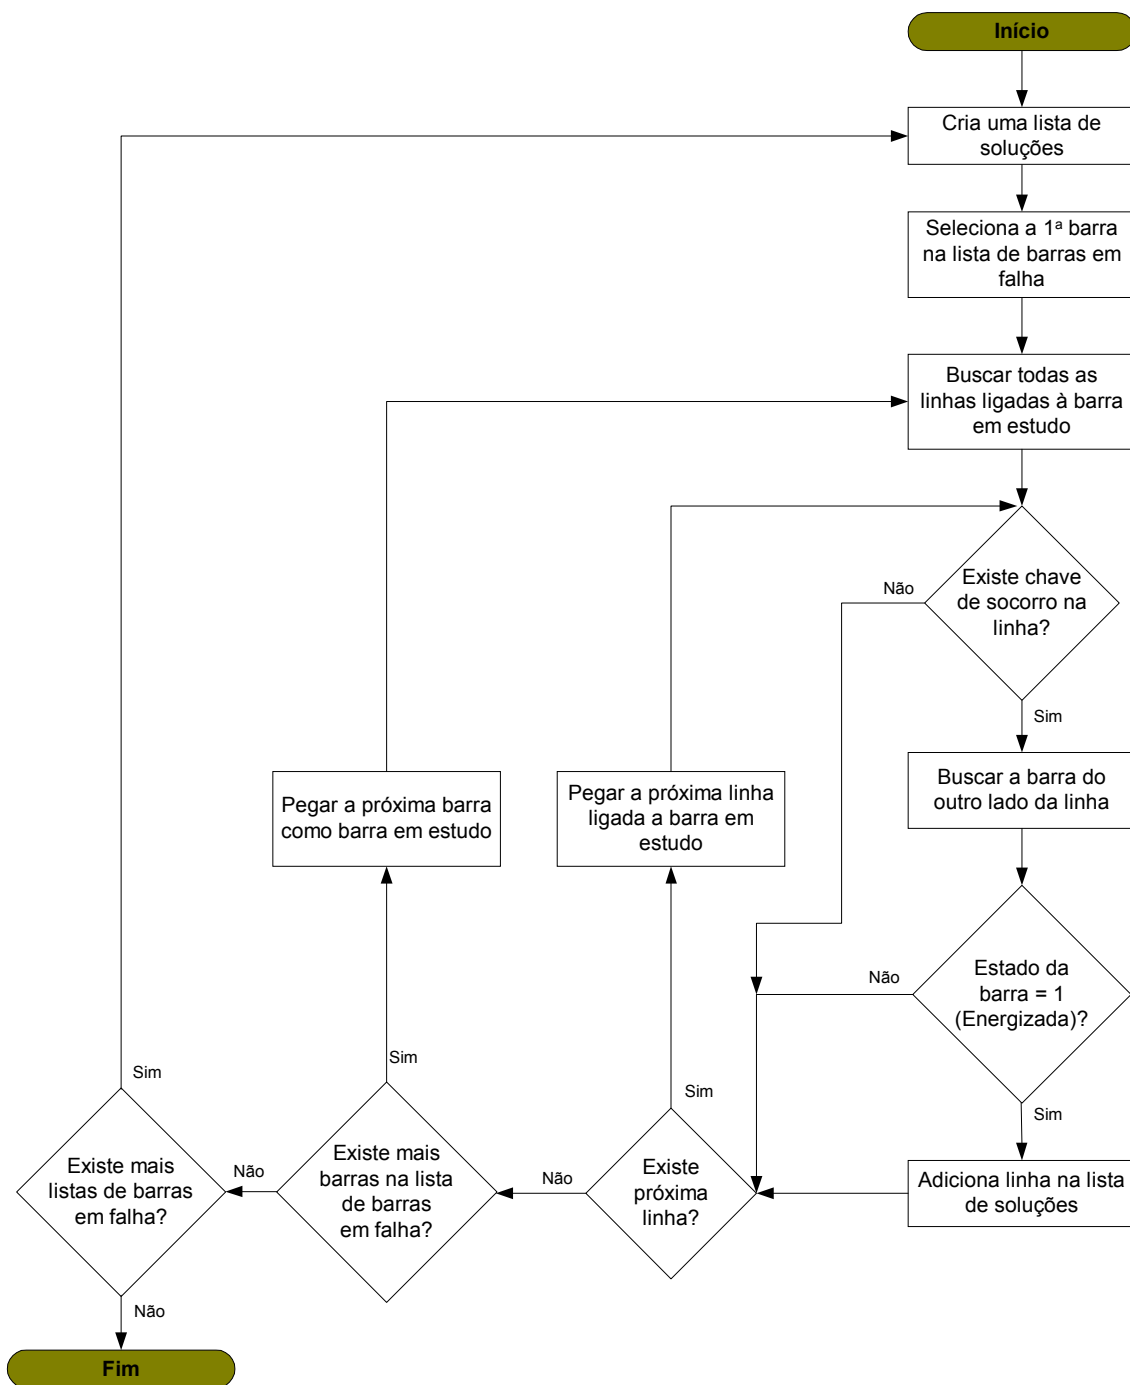 Início
Cria uma lista de
soluções
Seleciona a 1ª barra
na lista de barras em
falha
Buscar todas as
linhas ligadas à barra
em estudo
Existe chave
de socorro na
linha?
Não
Sim
Buscar a barra do
outro lado da linha
Pegar a próxima barra
como barra em estudo
Pegar a próxima linha
ligada a barra em
estudo
Estado da
barra = 1
(Energizada)?
Não
Sim
Adiciona linha na lista
de soluções
Existe
próxima
linha?
Sim
Não
Existe mais
barras na lista
de barras
em falha?
Sim
Não
Existe mais
listas de barras
em falha?
Sim
Não
Fim